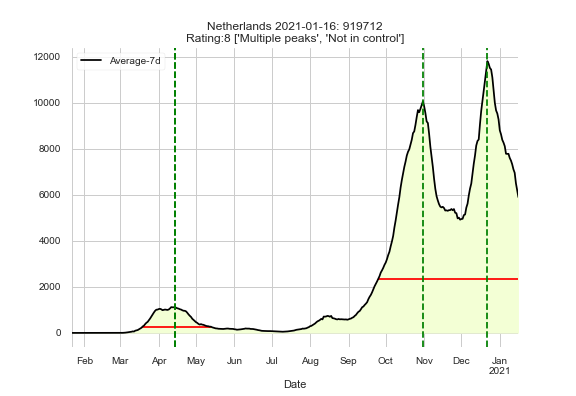 Netherlands 2021-01-16: 919712
Rating:8 ['Multiple peaks', 'Not in control']
Average-7d
12000
10000
8000
6000
4000
2000
0
Feb Mar Apr May Jun Jul Aug Sep Oct Nov Dec Jan
2021
Date